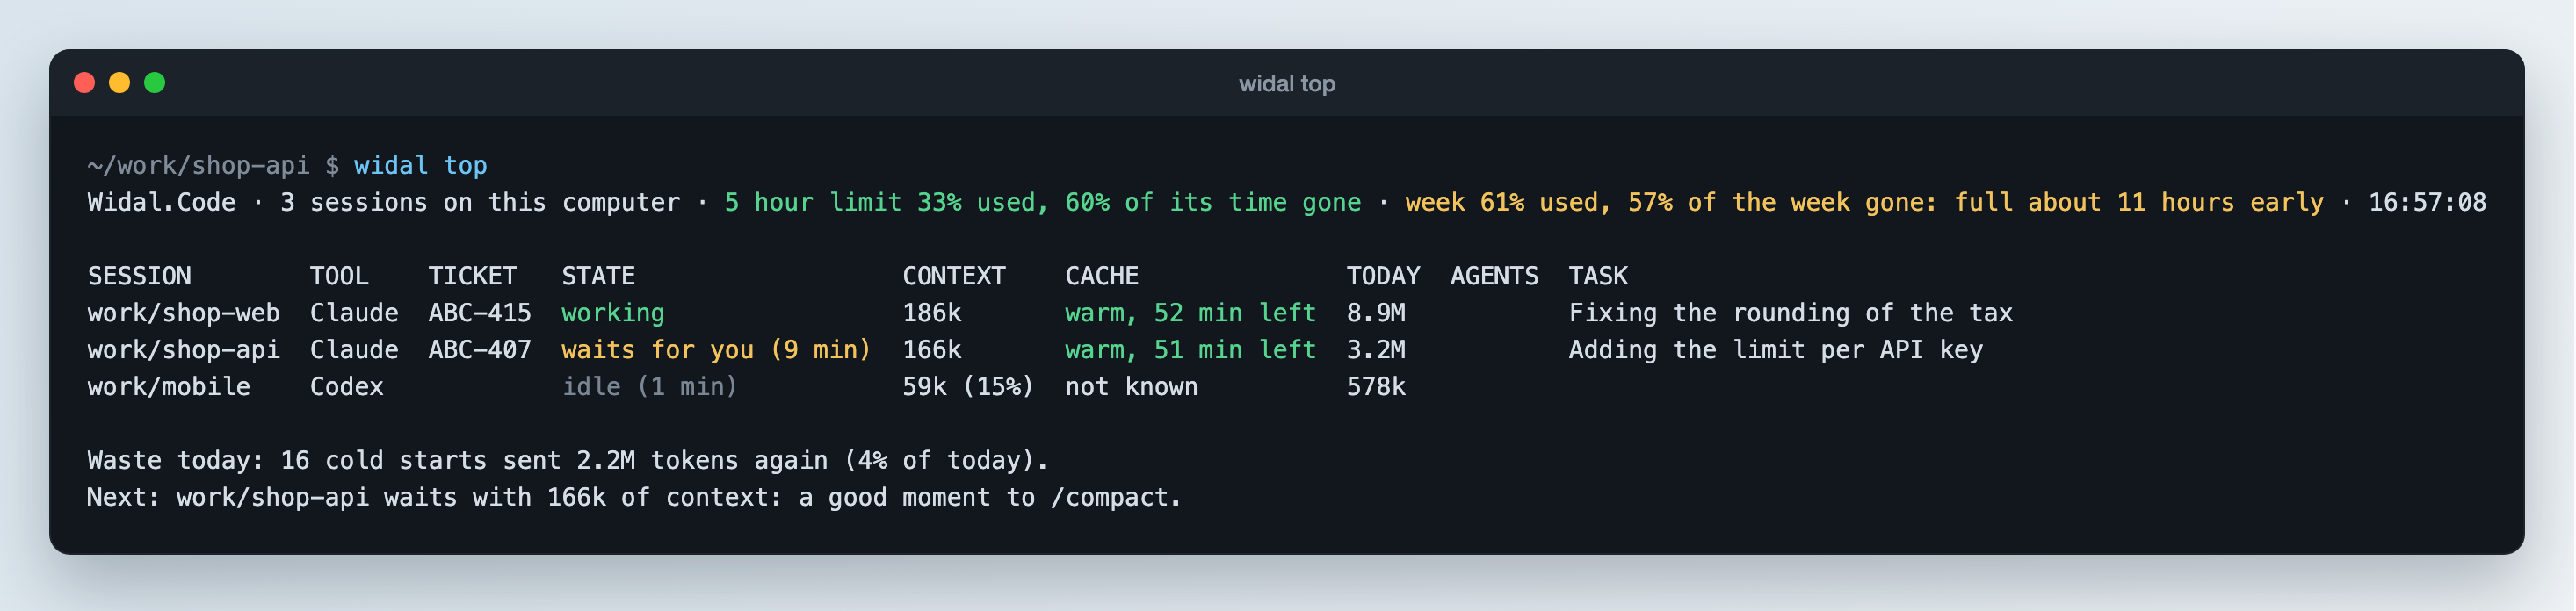 widal top
~/work/shop-api $ widal top
Widal.Code · 3 sessions on this computer · 5 hour limit 33% used, 60% of its time gone · week 61% used, 57% of the week gone: full about 11 hours early · 16:57:08
SESSION TOOL TICKET STATE CONTEXT CACHE TODAY AGENTS TASK
work/shop-web Claude ABC-415 working 186k warm, 52 min left 8.9M Fixing the rounding of the tax
work/shop-api Claude ABC-407 waits for you (9 min) 166k warm, 51 min left 3.2M Adding the limit per API key
work/mobile Codex idle (1 min) 59k (15%) not known 578k
Waste today: 16 cold starts sent 2.2M tokens again (4% of today).
Next: work/shop-api waits with 166k of context: a good moment to /compact.